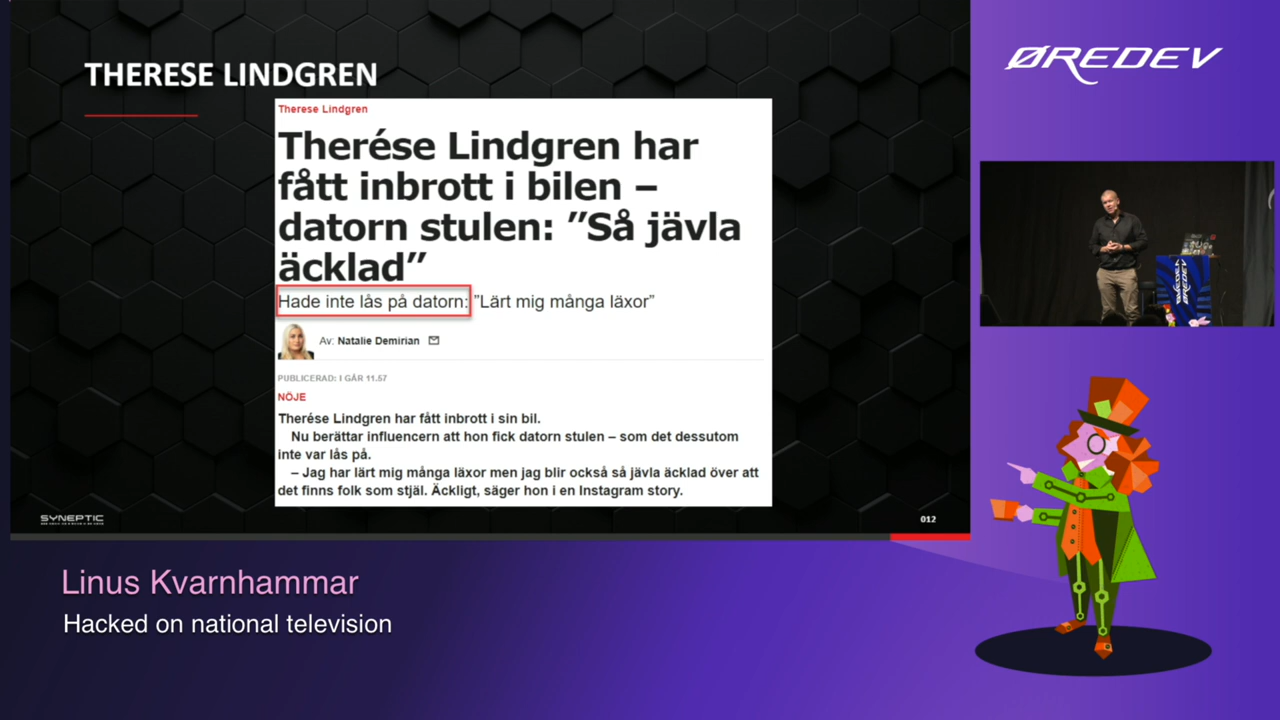 THERESE LINDGREN
Therese Lindgren
Therése Lindgren har
fått inbrott i bilen –
datorn stulen: ”Så jävla
äcklad”
Hade inte lås på datorn: ”Lärt mig många läxor”
Av: Natalie Demirian
PUBLICERAD: I GÅR 11.57
NÖJE
Therése Lindgren har fått inbrott i sin bil.
Nu berättar influencern att hon fick datorn stulen – som det dessutom
inte var lås på.
– Jag har lärt mig många läxor men jag blir också så jävla äcklad över att
det finns folk som stjäl. Äckligt, säger hon i en Instagram story.
SYNEPTIC
012
ØREDEV
ØREDEV
ØREDEV
Linus Kvarnhammar
Hacked on national television